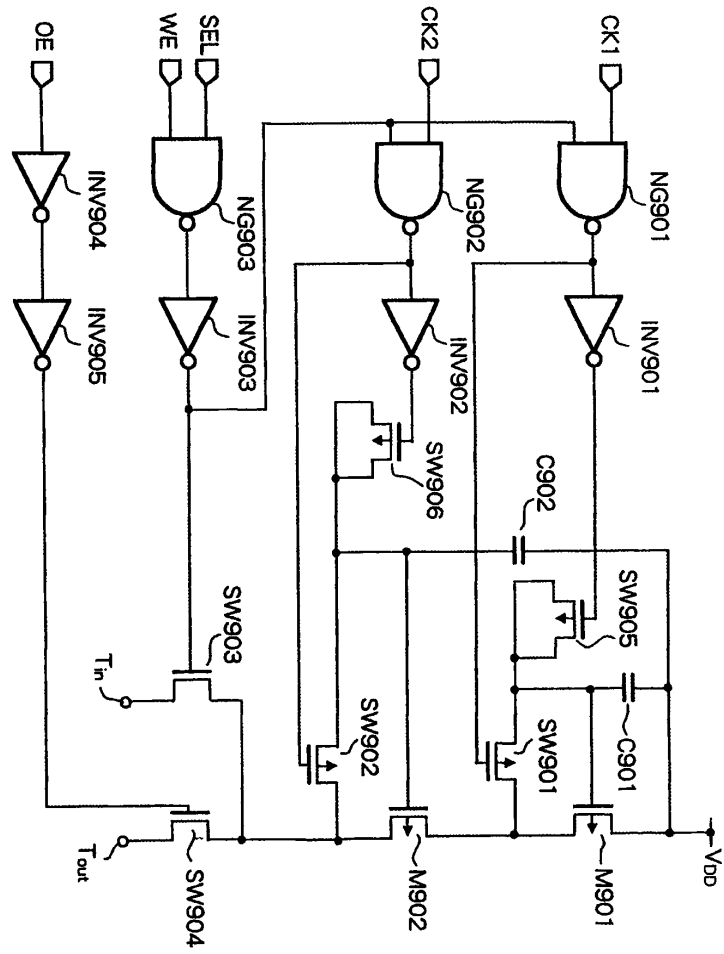 CK1
CK2
SEL
WE
OE
NG901
NG902
NG903
INV904
INV901
INV902
INV903
INV905
SW906
C902
SW905
C901
SW903
Tin
SW902
SW901
VDD
M901
M902
SW904
Tout